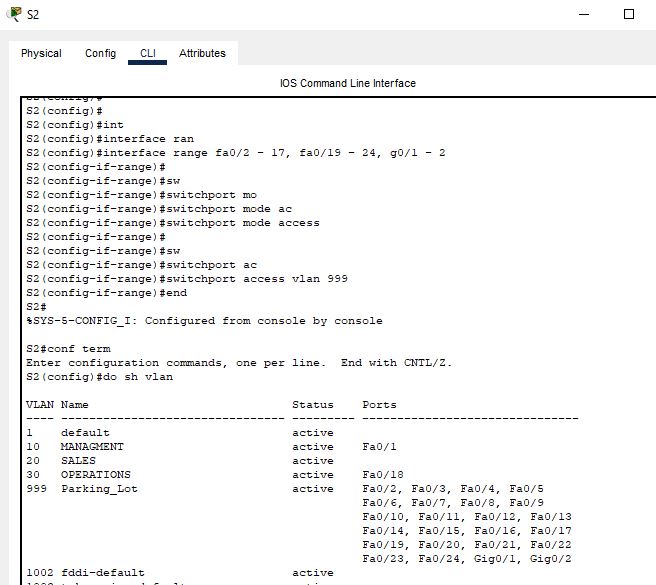 S2
Physical Config CLI Attributes
IOS Command Line Interface
S2(config)#
S2(config)#
S2(config)#int
S2(config)#interface ran
S2(config)#interface range fa0/2 - 17, fa0/19 - 24, g0/1 - 2
S2(config-if-range)#
S2(config-if-range)#sw
S2(config-if-range)#switchport mo
S2(config-if-range)#switchport mode ac
S2(config-if-range)#switchport mode access
S2(config-if-range)#
S2(config-if-range)#sw
S2(config-if-range)#switchport ac
S2(config-if-range)#switchport access vlan 999
S2(config-if-range)#end
S2#
%SYS-5-CONFIG_I: Configured from console by console
S2#conf term
Enter configuration commands, one per line. End with CNTL/Z.
S2(config)#do sh vlan
VLAN Name Status Ports
---- -------------------------------- --------- -------------------------------
1 default active
10 MANAGMENT active Fa0/1
20 SALES active
30 OPERATIONS active Fa0/18
999 Parking_Lot active Fa0/2, Fa0/3, Fa0/4, Fa0/5
Fa0/6, Fa0/7, Fa0/8, Fa0/9
Fa0/10, Fa0/11, Fa0/12, Fa0/13
Fa0/14, Fa0/15, Fa0/16, Fa0/17
Fa0/19, Fa0/20, Fa0/21, Fa0/22
Fa0/23, Fa0/24, Gig0/1, Gig0/2
1002 fddi-default active